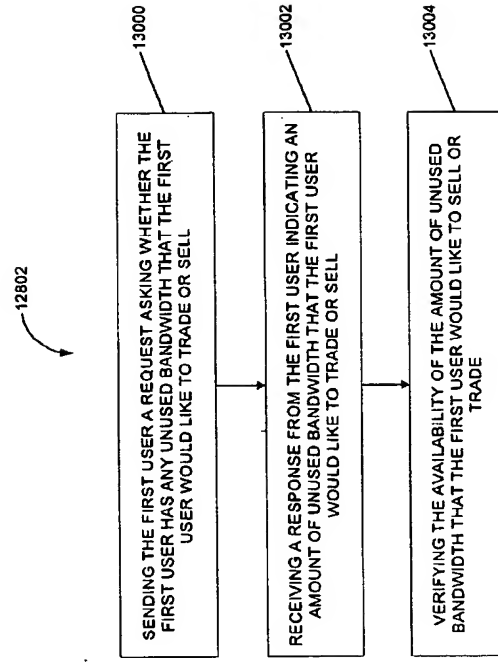 12802
SENDING THE FIRST USER A REQUEST ASKING WHETHER THE
FIRST USER HAS ANY UNUSED BANDWIDTH THAT THE FIRST
USER WOULD LIKE TO TRADE OR SELL
13000
RECEIVING A RESPONSE FROM THE FIRST USER INDICATING AN
AMOUNT OF UNUSED BANDWIDTH THAT THE FIRST USER
WOULD LIKE TO TRADE OR SELL
13002
VERIFYING THE AVAILABILITY OF THE AMOUNT OF UNUSED
BANDWIDTH THAT THE FIRST USER WOULD LIKE TO SELL OR
TRADE
13004